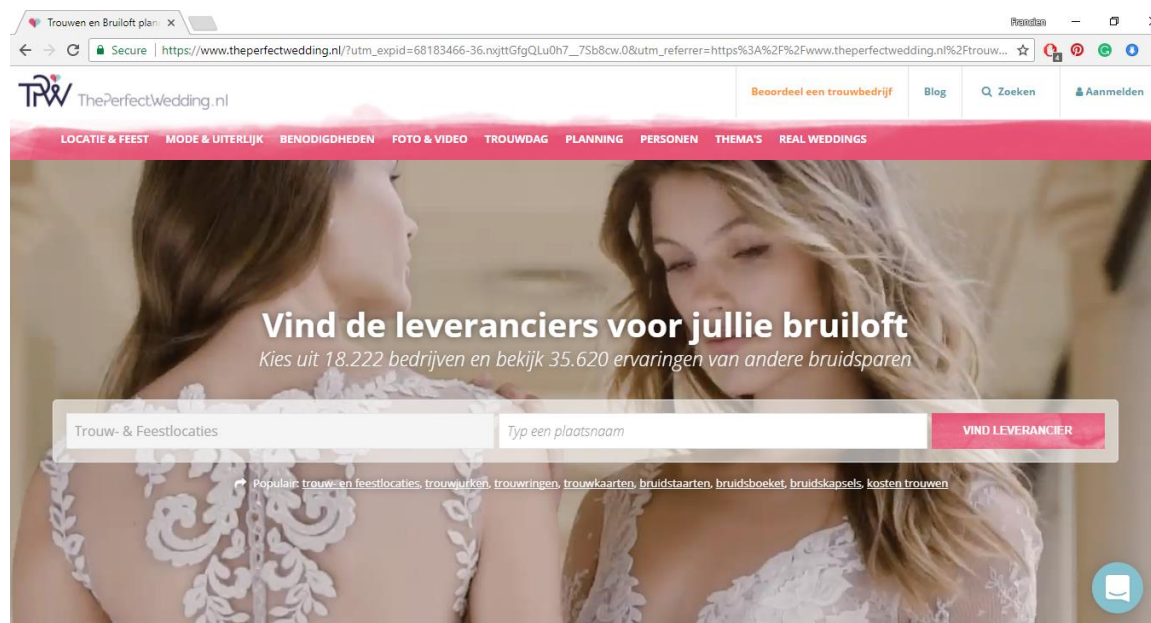 Trouwen en Bruiloft plan
Francien
Secure
https://www.theperfectwedding.nl/?utm_expid=68183466-36.nxjttGfgQLu0h7__7Sb8cw.0&utm_referrer=https%3A%2F%2Fwww.theperfectwedding.nl%2Ftrouw...
4
TPW ThePerfectWedding.nl
Beoordeel een trouwbedrijf Blog Zoeken Aanmelden
LOCATIE & FEEST MODE & UITERLIJK BENODIGDHEDEN FOTO & VIDEO TROUWDAG PLANNING PERSONEN THEMA'S REAL WEDDINGS
Vind de leveranciers voor jullie bruiloft
Kies uit 18.222 bedrijven en bekijk 35.620 ervaringen van andere bruidsparen
Trouw- & Feestlocaties Typ een plaatsnaam VIND LEVERANCIER
Populair: trouw- en feestlocaties, trouwjurken, trouwringen, trouwkaarten, bruidstaarten, bruidsboeket, bruidskapsels, kosten trouwen